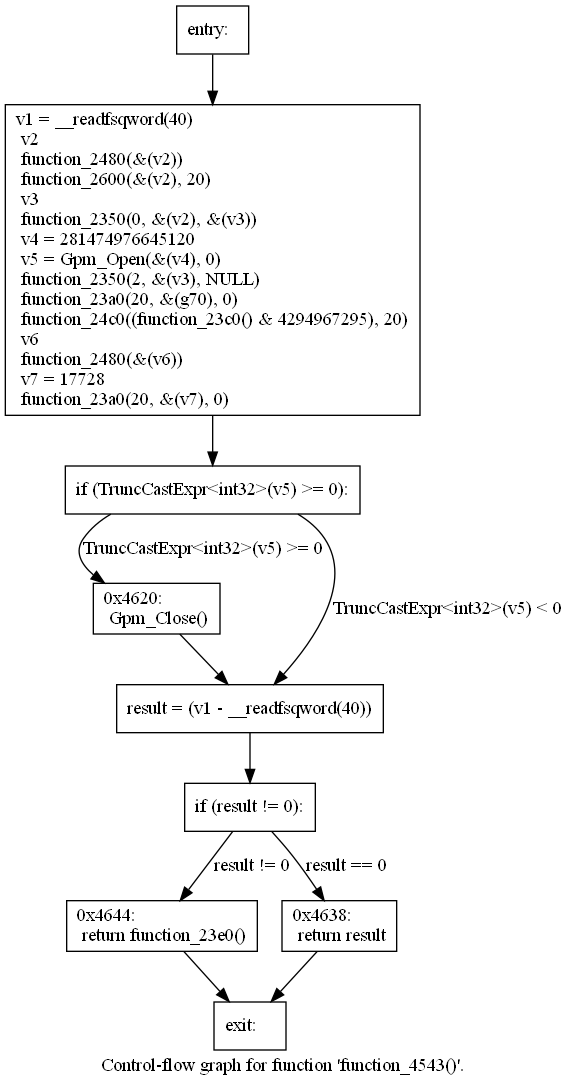 entry:
v1 = __readfsqword(40)
v2
function_2480(&(v2))
function_2600(&(v2), 20)
v3
function_2350(0, &(v2), &(v3))
v4 = 281474976645120
v5 = Gpm_Open(&(v4), 0)
function_2350(2, &(v3), NULL)
function_23a0(20, &(g70), 0)
function_24c0((function_23c0() & 4294967295), 20)
v6
function_2480(&(v6))
v7 = 17728
function_23a0(20, &(v7), 0)
if (TruncCastExpr<int32>(v5) >= 0):
TruncCastExpr<int32>(v5) >= 0
0x4620:
Gpm_Close()
TruncCastExpr<int32>(v5) < 0
result = (v1 - __readfsqword(40))
if (result != 0):
result != 0
result == 0
0x4644:
return function_23e0()
0x4638:
return result
exit:
Control-flow graph for function 'function_4543()'.